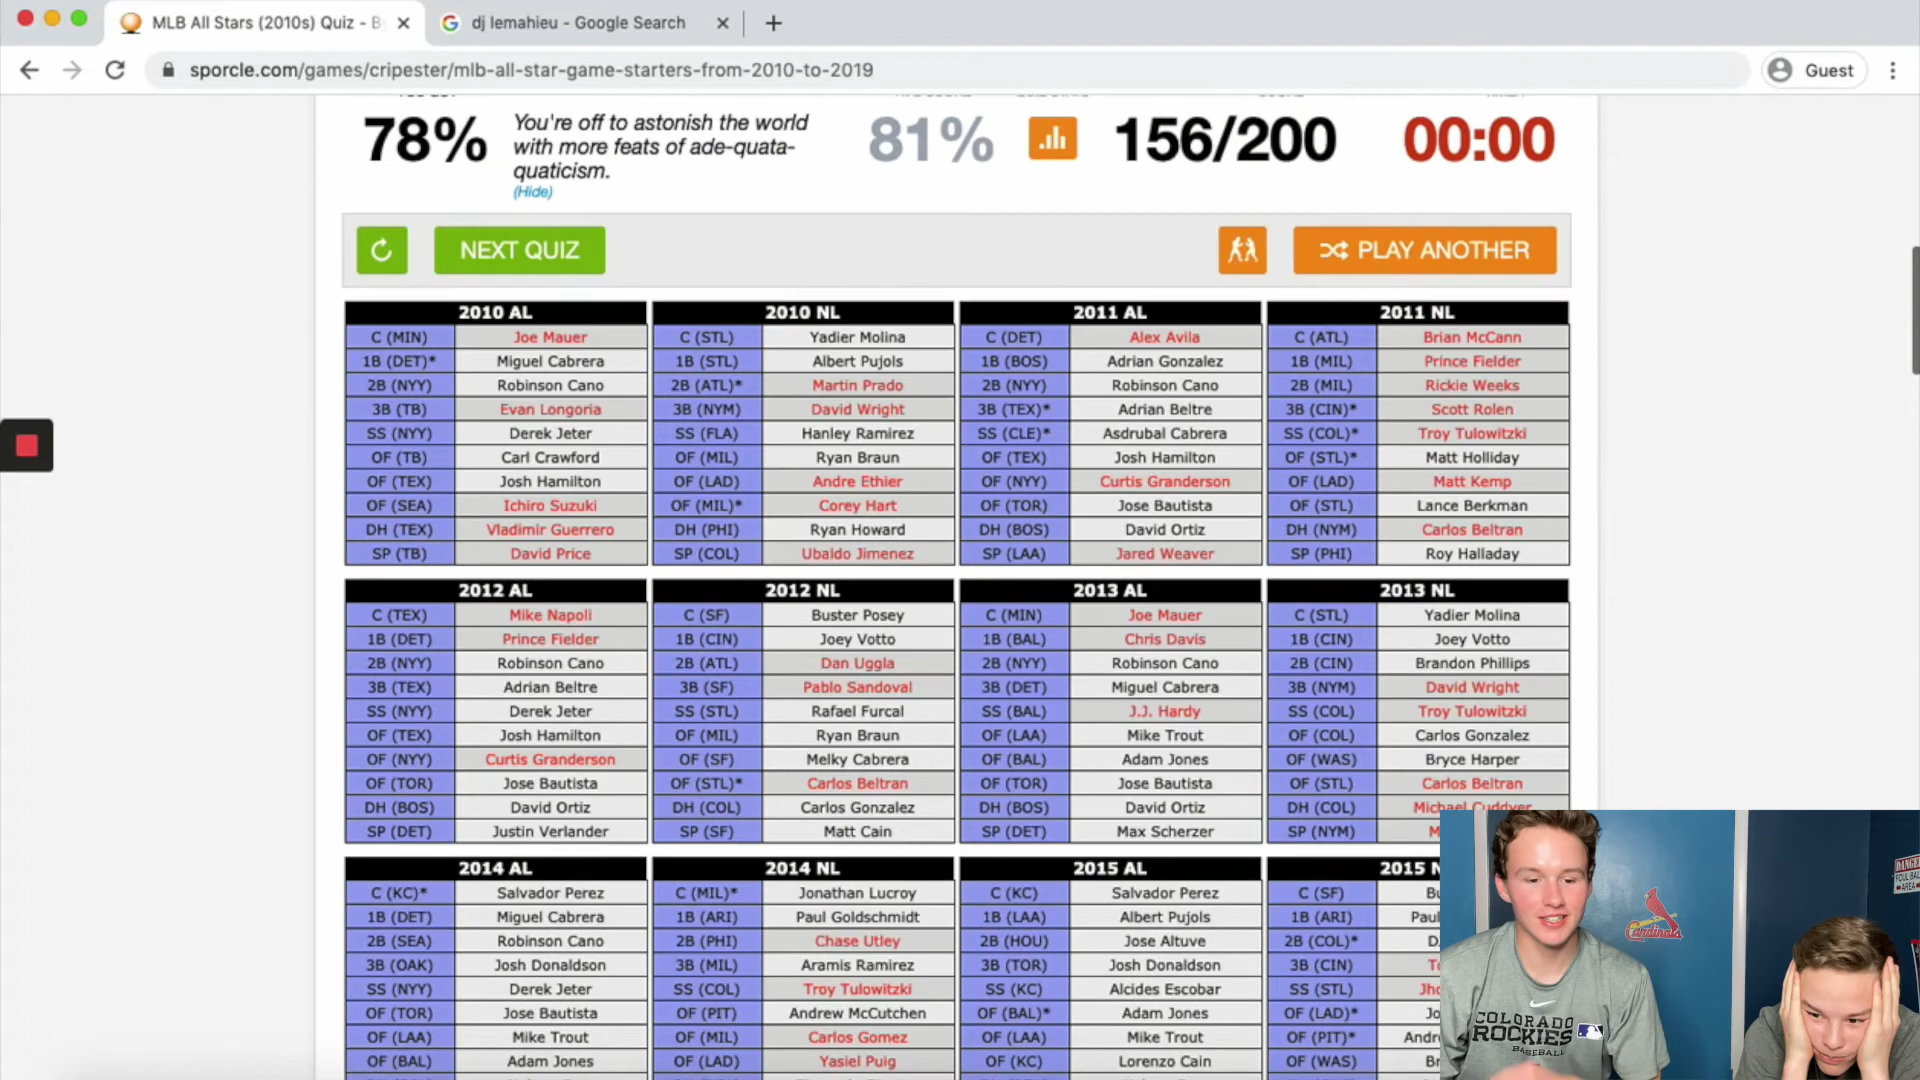 MLB All Stars (2010s) Quiz - By
dj lemahieu - Google Search
sporcle.com/games/cripester/mlb-all-star-game-starters-from-2010-to-2019
Guest
78%
You're off to astonish the world
with more feats of ade-quata-
quaticism.
(Hide)
81%
156/200
00:00
NEXT QUIZ
PLAY ANOTHER
2010 AL
C (MIN) Joe Mauer
1B (DET)* Miguel Cabrera
2B (NYY) Robinson Cano
3B (TB) Evan Longoria
SS (NYY) Derek Jeter
OF (TB) Carl Crawford
OF (TEX) Josh Hamilton
OF (SEA) Ichiro Suzuki
DH (TEX) Vladimir Guerrero
SP (TB) David Price
2010 NL
C (STL) Yadier Molina
1B (STL) Albert Pujols
2B (ATL)* Martin Prado
3B (NYM) David Wright
SS (FLA) Hanley Ramirez
OF (MIL) Ryan Braun
OF (LAD) Andre Ethier
OF (MIL)* Corey Hart
DH (PHI) Ryan Howard
SP (COL) Ubaldo Jimenez
2011 AL
C (DET) Alex Avila
1B (BOS) Adrian Gonzalez
2B (NYY) Robinson Cano
3B (TEX)* Adrian Beltre
SS (CLE)* Asdrubal Cabrera
OF (TEX) Josh Hamilton
OF (NYY) Curtis Granderson
OF (TOR) Jose Bautista
DH (BOS) David Ortiz
SP (LAA) Jared Weaver
2011 NL
C (ATL) Brian McCann
1B (MIL) Prince Fielder
2B (MIL) Rickie Weeks
3B (CIN)* Scott Rolen
SS (COL)* Troy Tulowitzki
OF (STL)* Matt Holliday
OF (LAD) Matt Kemp
OF (STL) Lance Berkman
DH (NYM) Carlos Beltran
SP (PHI) Roy Halladay
2012 AL
C (TEX) Mike Napoli
1B (DET) Prince Fielder
2B (NYY) Robinson Cano
3B (TEX) Adrian Beltre
SS (NYY) Derek Jeter
OF (TEX) Josh Hamilton
OF (NYY) Curtis Granderson
OF (TOR) Jose Bautista
DH (BOS) David Ortiz
SP (DET) Justin Verlander
2012 NL
C (SF) Buster Posey
1B (CIN) Joey Votto
2B (ATL) Dan Uggla
3B (SF) Pablo Sandoval
SS (STL) Rafael Furcal
OF (MIL) Ryan Braun
OF (SF) Melky Cabrera
OF (STL)* Carlos Beltran
DH (COL) Carlos Gonzalez
SP (SF) Matt Cain
2013 AL
C (MIN) Joe Mauer
1B (BAL) Chris Davis
2B (NYY) Robinson Cano
3B (DET) Miguel Cabrera
SS (BAL) J.J. Hardy
OF (LAA) Mike Trout
OF (BAL) Adam Jones
OF (TOR) Jose Bautista
DH (BOS) David Ortiz
SP (DET) Max Scherzer
2013 NL
C (STL) Yadier Molina
1B (CIN) Joey Votto
2B (CIN) Brandon Phillips
3B (NYM) David Wright
SS (COL) Troy Tulowitzki
OF (COL) Carlos Gonzalez
OF (WAS) Bryce Harper
OF (STL) Carlos Beltran
DH (COL) Michael Cuddyer
SP (NYM) M
2014 AL
C (KC)* Salvador Perez
1B (DET) Miguel Cabrera
2B (SEA) Robinson Cano
3B (OAK) Josh Donaldson
SS (NYY) Derek Jeter
OF (TOR) Jose Bautista
OF (LAA) Mike Trout
OF (BAL) Adam Jones
2014 NL
C (MIL)* Jonathan Lucroy
1B (ARI) Paul Goldschmidt
2B (PHI) Chase Utley
3B (MIL) Aramis Ramirez
SS (COL) Troy Tulowitzki
OF (PIT) Andrew McCutchen
OF (MIL) Carlos Gomez
OF (LAD) Yasiel Puig
2015 AL
C (KC) Salvador Perez
1B (LAA) Albert Pujols
2B (HOU) Jose Altuve
3B (TOR) Josh Donaldson
SS (KC) Alcides Escobar
OF (BAL)* Adam Jones
OF (LAA) Mike Trout
OF (KC) Lorenzo Cain
2015 N
C (SF) Bu
1B (ARI) Paul
2B (COL)* D
3B (CIN) To
SS (STL) Jho
OF (LAD)* Jo
OF (PIT)* Andr
OF (WAS) Br
Cardinals
COLORADO
ROCKIES
BASEBALL
DANGER
FOUL BALL
AREA